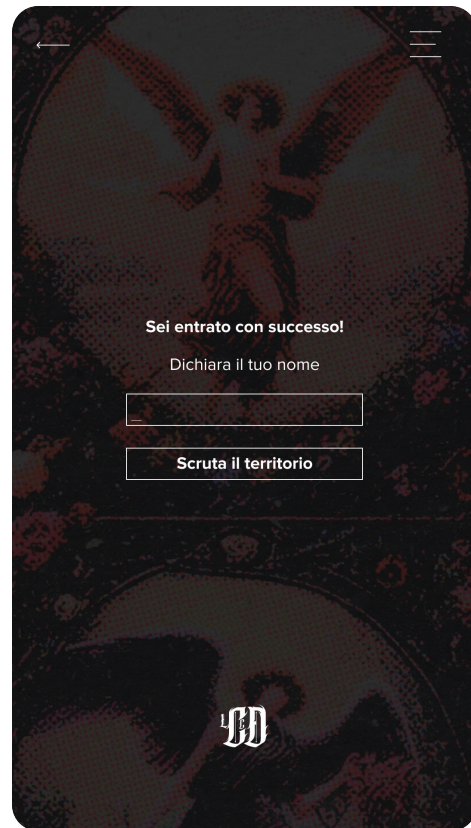 Sei entrato con successo!
Dichiara il tuo nome
_
Scruta il territorio